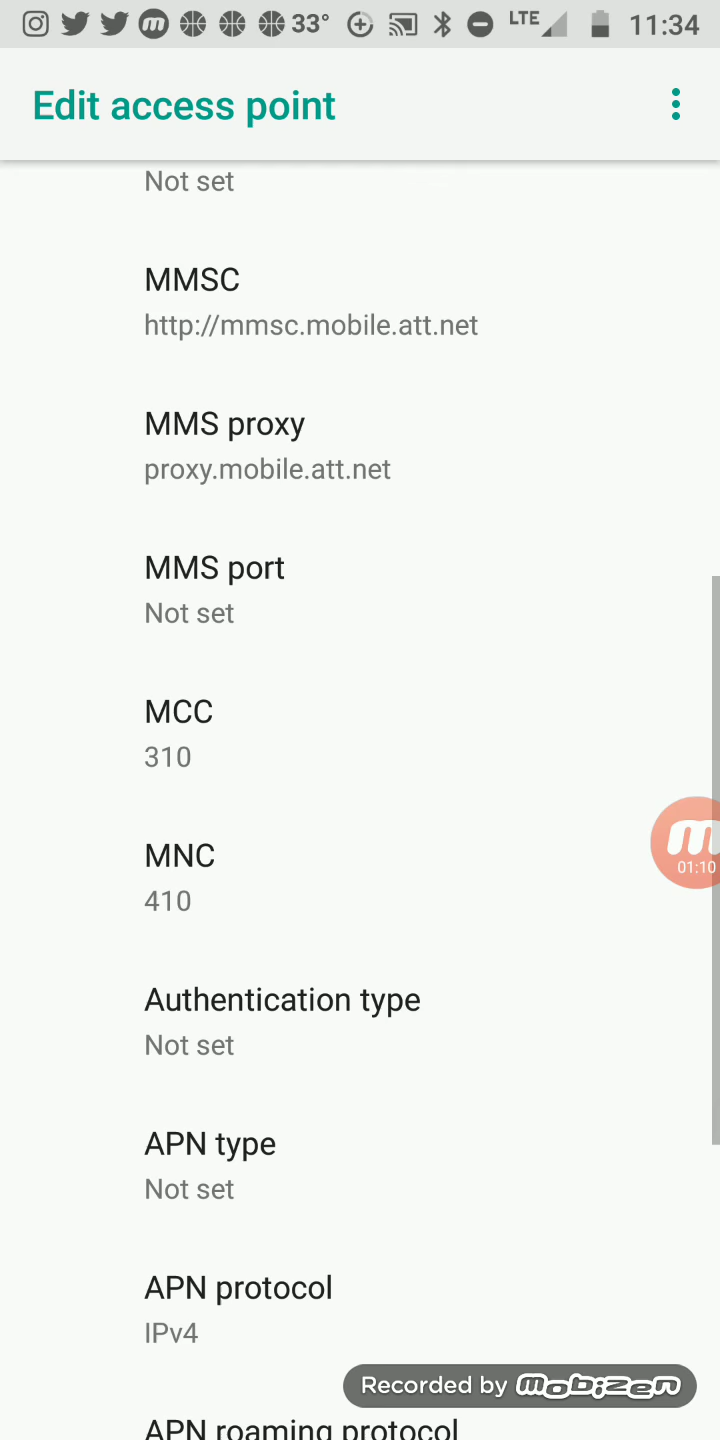 33° LTE 11:34
Edit access point
Not set
MMSC
http://mmsc.mobile.att.net
MMS proxy
proxy.mobile.att.net
MMS port
Not set
MCC
310
m
01:10
MNC
410
Authentication type
Not set
APN type
Not set
APN protocol
IPv4
Recorded by mobizen
APN roaming protocol